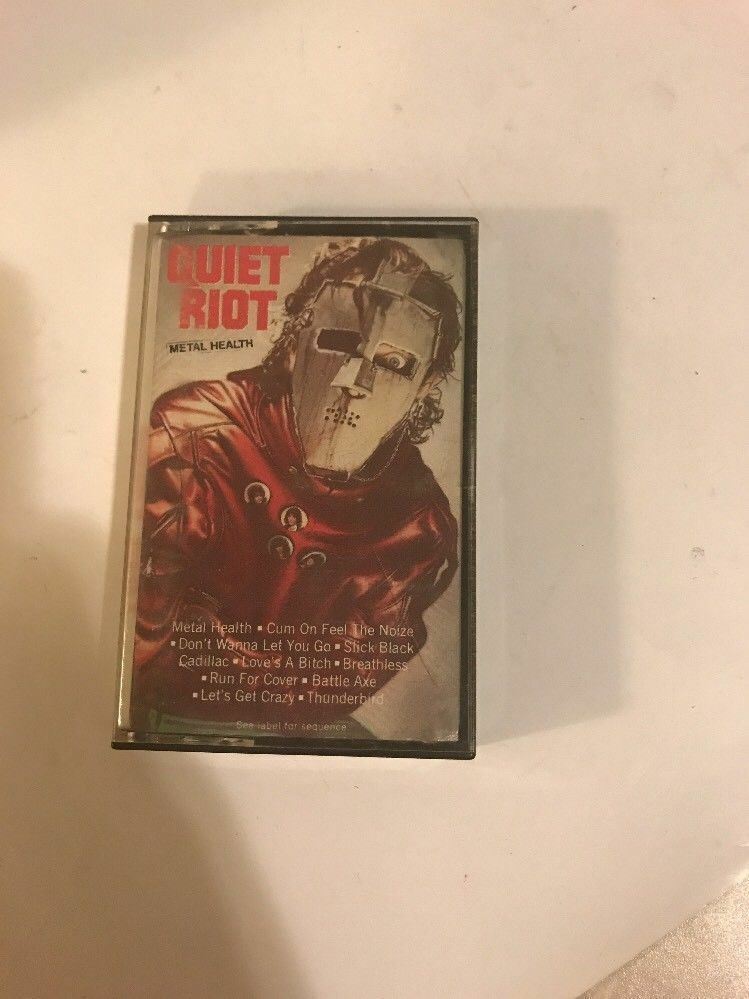 QUIET
RIOT
METAL HEALTH
Metal Health ▪ Cum On Feel The Noize
▪ Don't Wanna Let You Go ▪ Slick Black
Cadillac ▪ Love's A Bitch ▪ Breathless
▪ Run For Cover ▪ Battle Axe
▪ Let's Get Crazy ▪ Thunderbird
See label for sequence